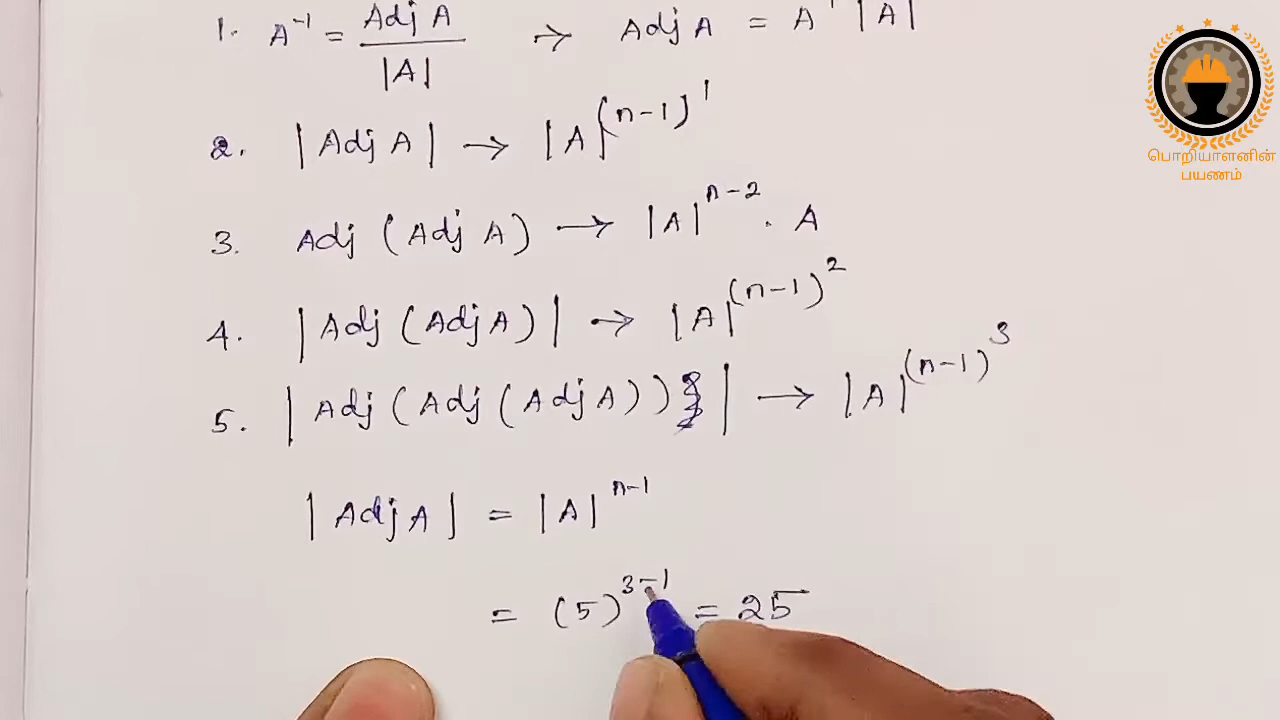 1. A⁻¹ = Adj A / |A| → Adj A = A⁻¹ |A|
2. |Adj A| → |A|^(n-1)^1
3. Adj (Adj A) → |A|^n-2 . A
4. |Adj (Adj A)| → |A|^(n-1)^2
5. |Adj (Adj (Adj A))}| → |A|^(n-1)^3
|Adj A| = |A|^n-1
= (5)^3-1 = 25
பொறியாளனின்
பயணம்